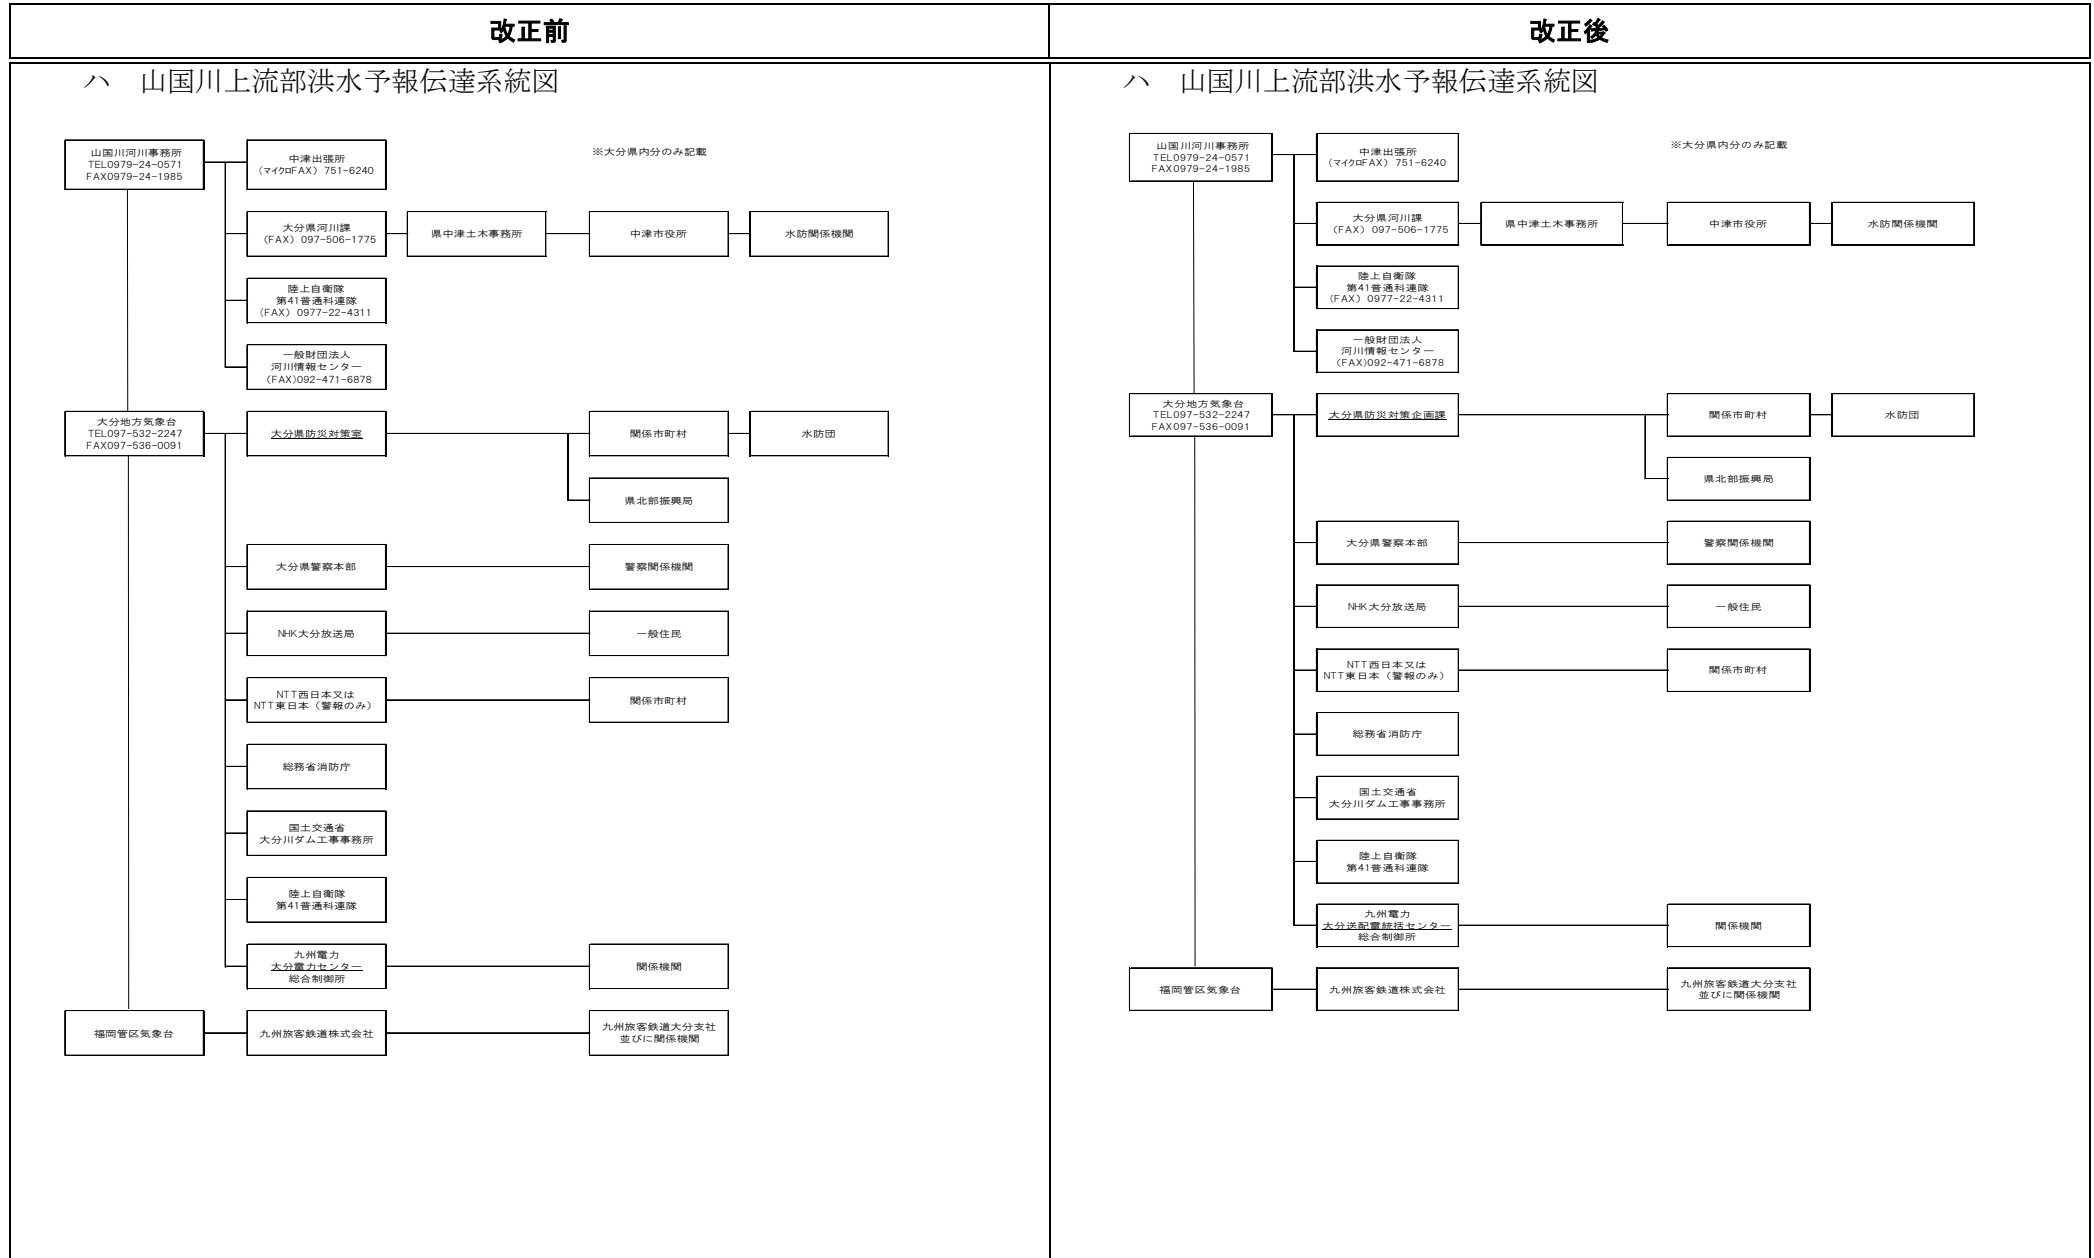 改正前
改正後
ハ　山国川上流部洪水予報伝達系統図
山国川河川事務所
TEL0979-24-0571
FAX0979-24-1985
中津出張所
(マイクロFAX) 751-6240
※大分県内分のみ記載
大分県河川課
(FAX) 097-506-1775
県中津土木事務所
中津市役所
水防関係機関
陸上自衛隊
第41普通科連隊
(FAX) 0977-22-4311
一般財団法人
河川情報センター
(FAX)092-471-6878
大分地方気象台
TEL097-532-2247
FAX097-536-0091
大分県防災対策室
関係市町村
水防団
県北部振興局
大分県警察本部
警察関係機関
NHK大分放送局
一般住民
NTT西日本又は
NTT東日本（警報のみ）
関係市町村
総務省消防庁
国土交通省
大分川ダム工事事務所
陸上自衛隊
第41普通科連隊
九州電力
大分電力センター
総合制御所
関係機関
福岡管区気象台
九州旅客鉄道株式会社
九州旅客鉄道大分支社
並びに関係機関
ハ　山国川上流部洪水予報伝達系統図
山国川河川事務所
TEL0979-24-0571
FAX0979-24-1985
中津出張所
(マイクロFAX) 751-6240
※大分県内分のみ記載
大分県河川課
(FAX) 097-506-1775
県中津土木事務所
中津市役所
水防関係機関
陸上自衛隊
第41普通科連隊
(FAX) 0977-22-4311
一般財団法人
河川情報センター
(FAX)092-471-6878
大分地方気象台
TEL097-532-2247
FAX097-536-0091
大分県防災対策企画課
関係市町村
水防団
県北部振興局
大分県警察本部
警察関係機関
NHK大分放送局
一般住民
NTT西日本又は
NTT東日本（警報のみ）
関係市町村
総務省消防庁
国土交通省
大分川ダム工事事務所
陸上自衛隊
第41普通科連隊
九州電力
大分送配電統括センター
総合制御所
関係機関
福岡管区気象台
九州旅客鉄道株式会社
九州旅客鉄道大分支社
並びに関係機関